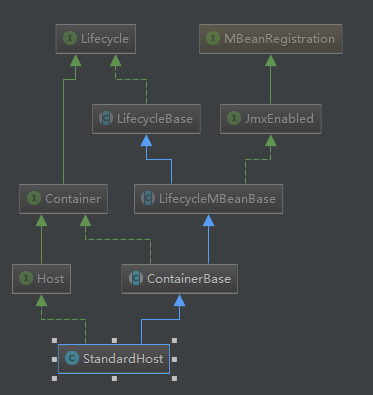 I Lifecycle
I MBeanRegistration
C LifecycleBase
I JmxEnabled
I Container
C LifecycleMBeanBase
I Host
C ContainerBase
C StandardHost